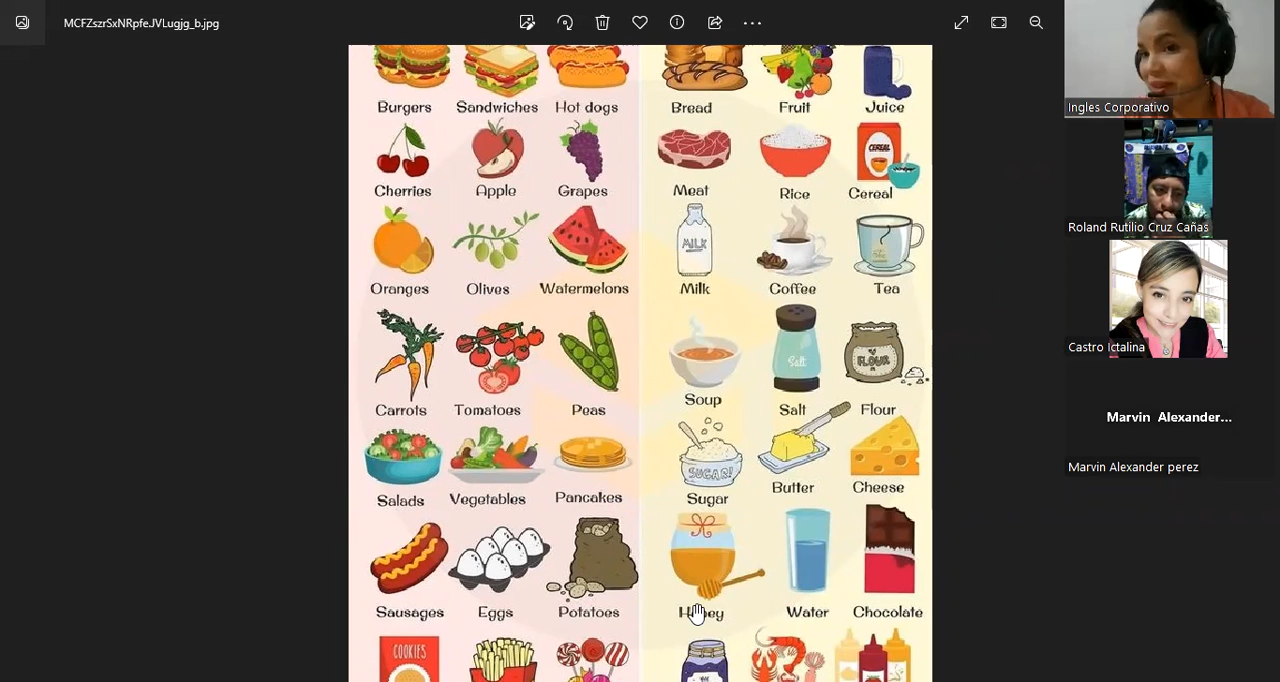 MCFZszrSxNRpfeJVLugjg_b.jpg
Ingles Corporativo
Roland Rutilio Cruz Cañas
Castro Ictalina
Marvin Alexander...
Marvin Alexander perez
Burgers Sandwiches Hot dogs
Bread Fruit Juice
CEREAL
Cherries Apple Grapes
Meat Rice Cereal
MILK
Oranges Olives Watermelons
Milk Coffee Tea
Salt
FLOUR
Carrots Tomatoes Peas
Soup Salt Flour
SUGAR!
Salads Vegetables Pancakes
Sugar Butter Cheese
Sausages Eggs Potatoes
Water Chocolate
COOKIES